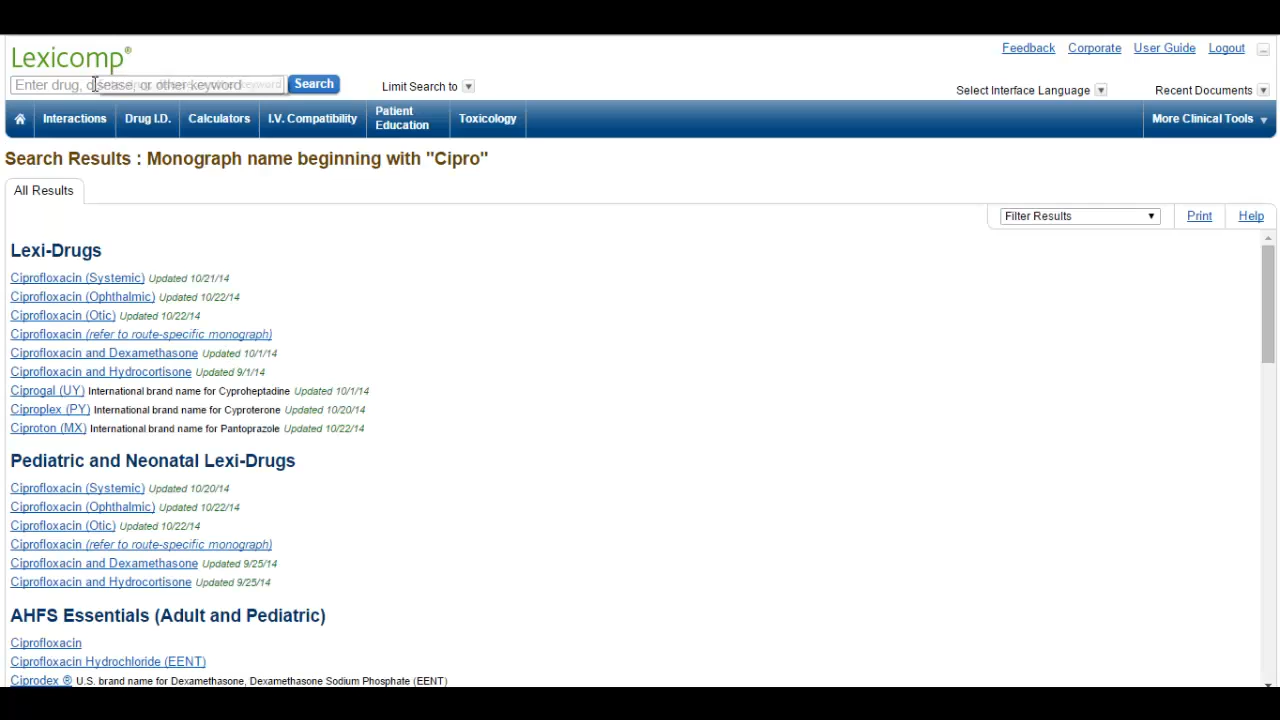 Lexicomp®
Feedback Corporate User Guide Logout
Enter drug, disease, or other keyword Search Limit Search to
Select Interface Language Recent Documents
Interactions Drug I.D. Calculators I.V. Compatibility Patient Education Toxicology More Clinical Tools
Search Results : Monograph name beginning with "Cipro"
All Results
Filter Results Print Help
Lexi-Drugs
Ciprofloxacin (Systemic) Updated 10/21/14
Ciprofloxacin (Ophthalmic) Updated 10/22/14
Ciprofloxacin (Otic) Updated 10/22/14
Ciprofloxacin (refer to route-specific monograph)
Ciprofloxacin and Dexamethasone Updated 10/1/14
Ciprofloxacin and Hydrocortisone Updated 9/1/14
Ciprogal (UY) International brand name for Cyproheptadine Updated 10/1/14
Ciproplex (PY) International brand name for Cyproterone Updated 10/20/14
Ciproton (MX) International brand name for Pantoprazole Updated 10/22/14
Pediatric and Neonatal Lexi-Drugs
Ciprofloxacin (Systemic) Updated 10/20/14
Ciprofloxacin (Ophthalmic) Updated 10/22/14
Ciprofloxacin (Otic) Updated 10/22/14
Ciprofloxacin (refer to route-specific monograph)
Ciprofloxacin and Dexamethasone Updated 9/25/14
Ciprofloxacin and Hydrocortisone Updated 9/25/14
AHFS Essentials (Adult and Pediatric)
Ciprofloxacin
Ciprofloxacin Hydrochloride (EENT)
Ciprodex ® U.S. brand name for Dexamethasone, Dexamethasone Sodium Phosphate (EENT)